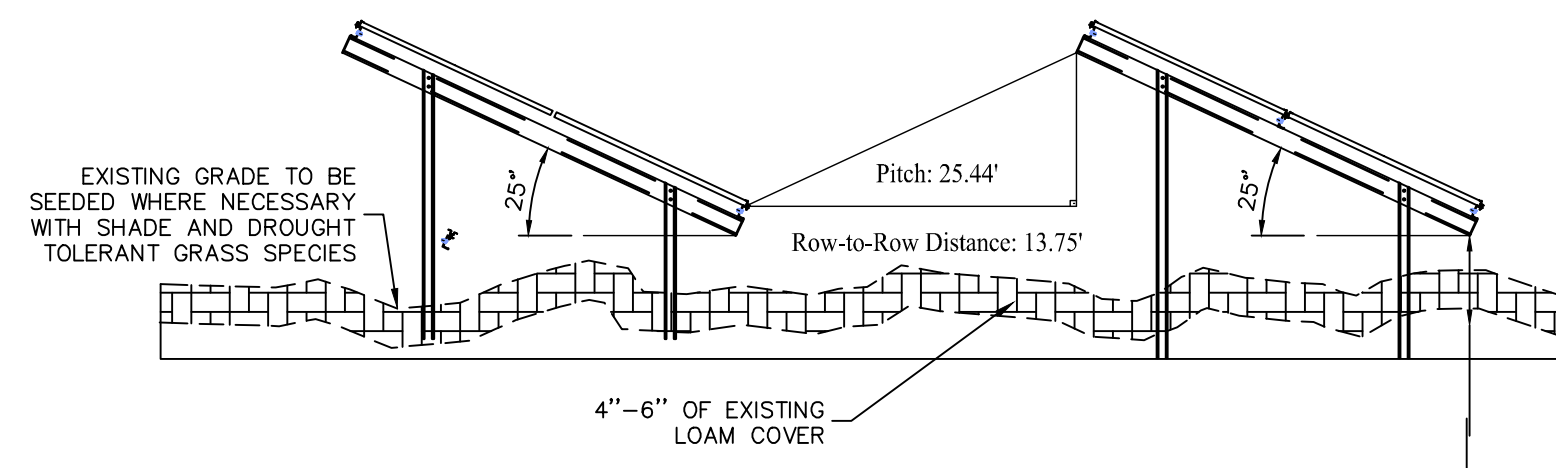 Pitch: 25.44'
25°
25°
EXISTING GRADE TO BE
SEEDED WHERE NECESSARY
WITH SHADE AND DROUGHT
TOLERANT GRASS SPECIES
Row-to-Row Distance: 13.75'
4”-6” OF EXISTING
LOAM COVER